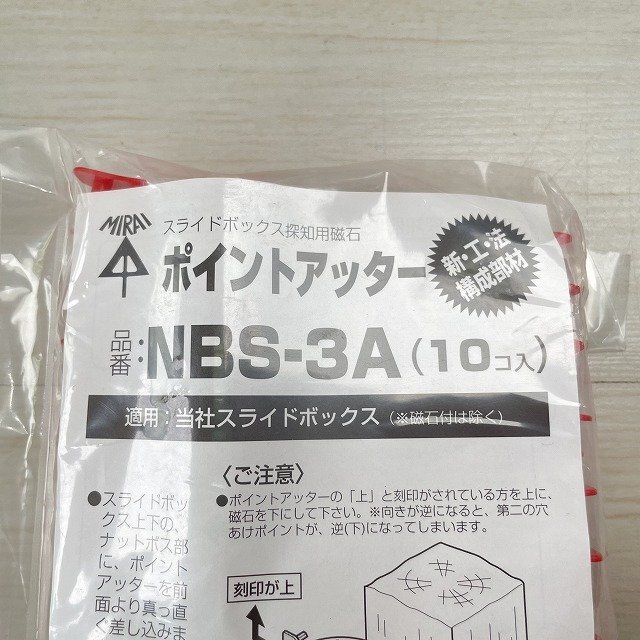 MIRAI
スライドボックス探知用磁石
ポイントアッター
新・工・法
構成部材
品番:NBS-3A(10コ入)
適用:当社スライドボックス(※磁石付は除く)
〈ご注意〉
●ポイントアッターの「上」と刻印がされている方を上に、
磁石を下にして下さい。※向きが逆になると、第二の穴
あけポイントが、逆(下)になってしまいます。
●スライドボッ
クス上下の、
ナットボス部
に、ポイント
アッターを前
面より真っ直
ぐ差し込みま
刻印が上